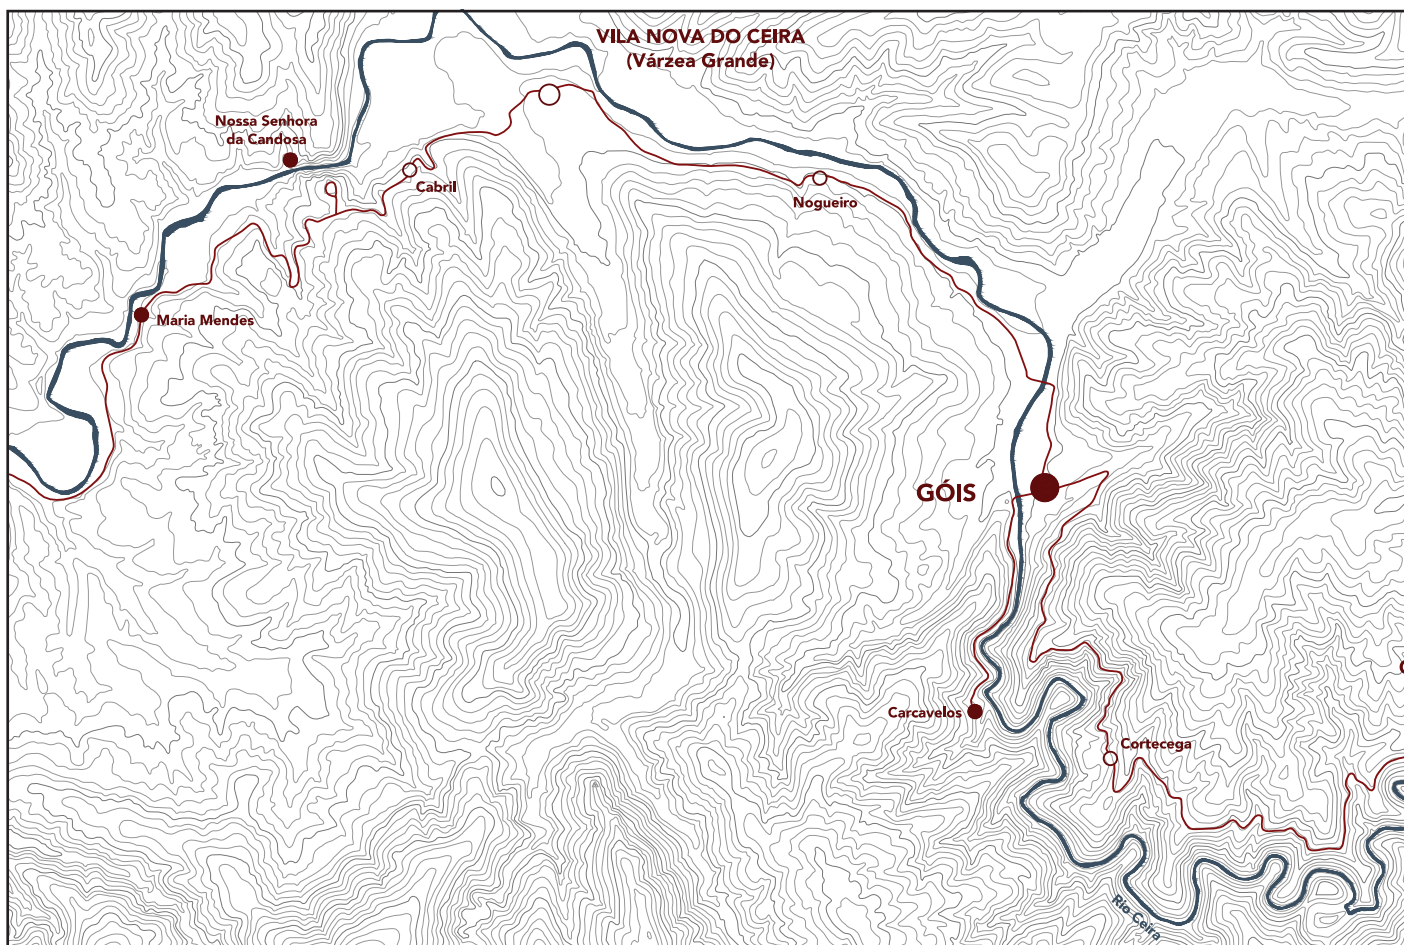 VILA NOVA DO CEIRA
(Várzea Grande)
Nossa Senhora
da Candosa
Cabril
Nogueiro
Maria Mendes
GÓIS
Carcavelos
Cortecega
Rio Ceira